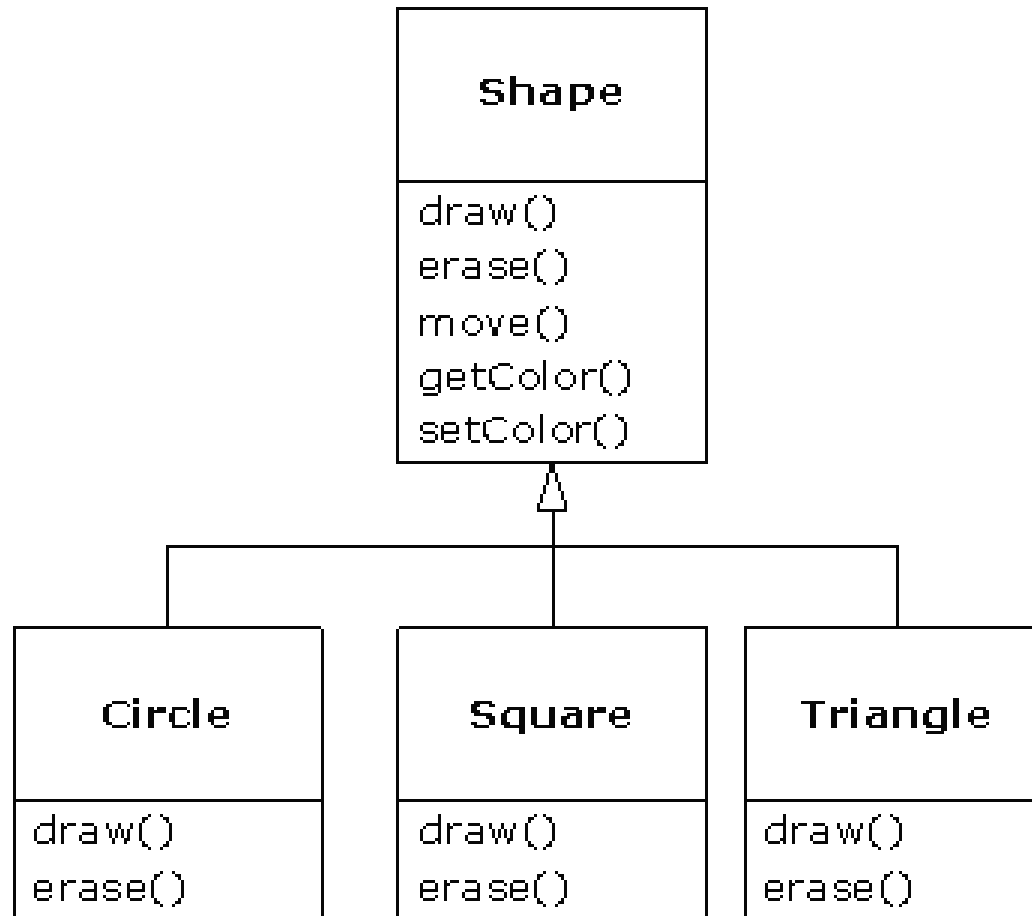 Shape
draw()
erase()
move()
getColor()
setColor()
Circle
draw()
erase()
Square
draw()
erase()
Triangle
draw()
erase()